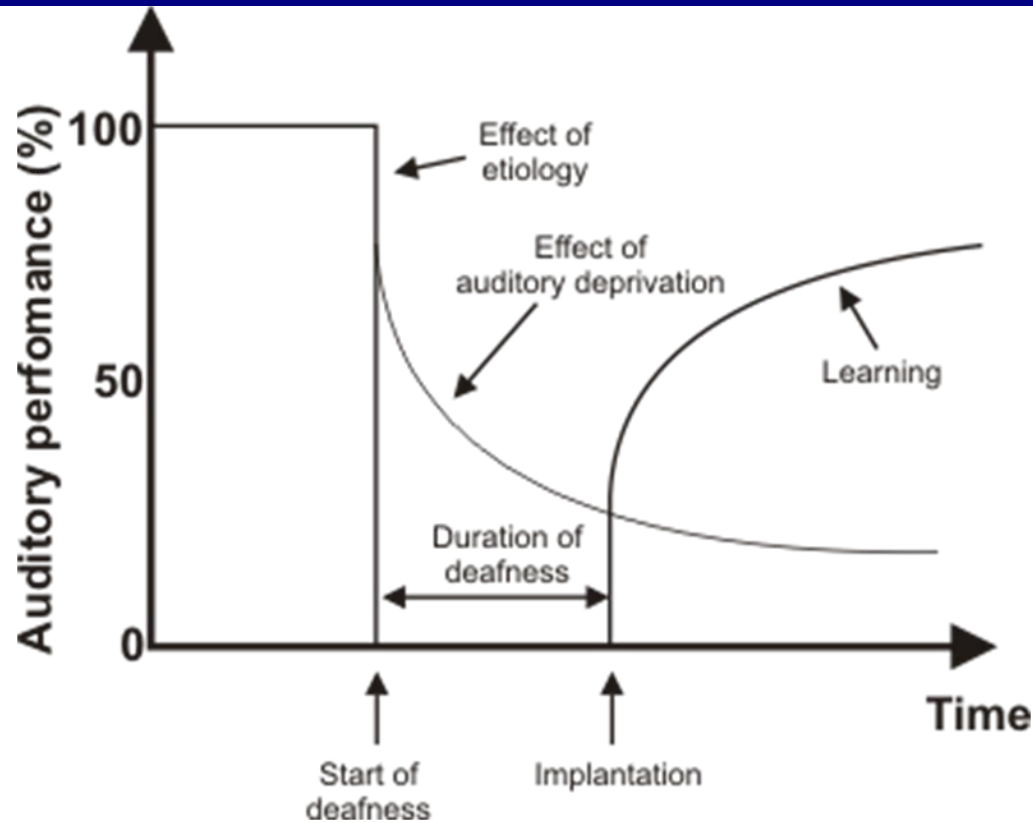 Auditory perfomance (%)
100
50
0
Effect of
etiology
Effect of
auditory deprivation
Learning
Duration of
deafness
Time
Start of
deafness
Implantation